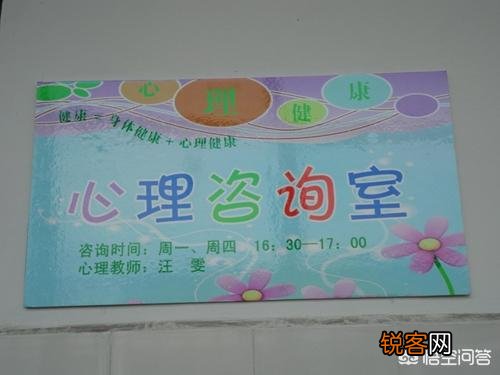 心理健康
健康=身体健康+心理健康
心理咨询室
咨询时间：周一、周四 16：30—17：00
心理教师：汪 雯
锐客网
悟空问答